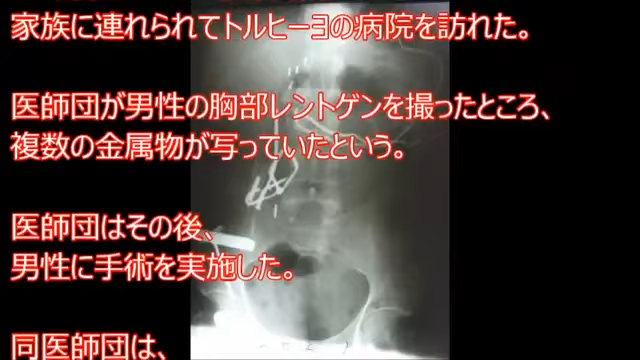 家族に連れられてトルヒーヨの病院を訪れた。
医師団が男性の胸部レントゲンを撮ったところ、
複数の金属物が写っていたという。
医師団はその後、
男性に手術を実施した。
同医師団は、